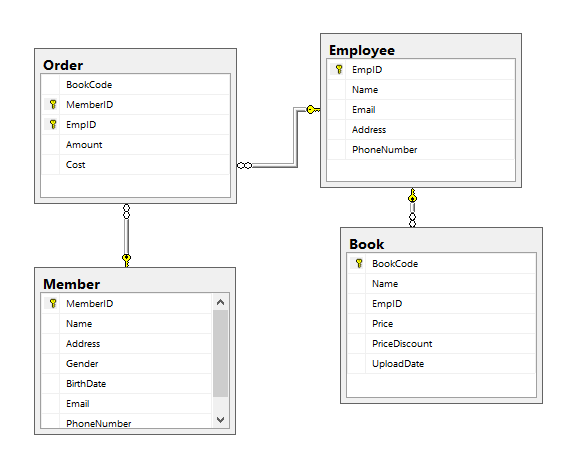 Order
BookCode
MemberID
EmpID
Amount
Cost
Employee
EmpID
Name
Email
Address
PhoneNumber
Member
MemberID
Name
Address
Gender
BirthDate
Email
PhoneNumber
Book
BookCode
Name
EmpID
Price
PriceDiscount
UploadDate